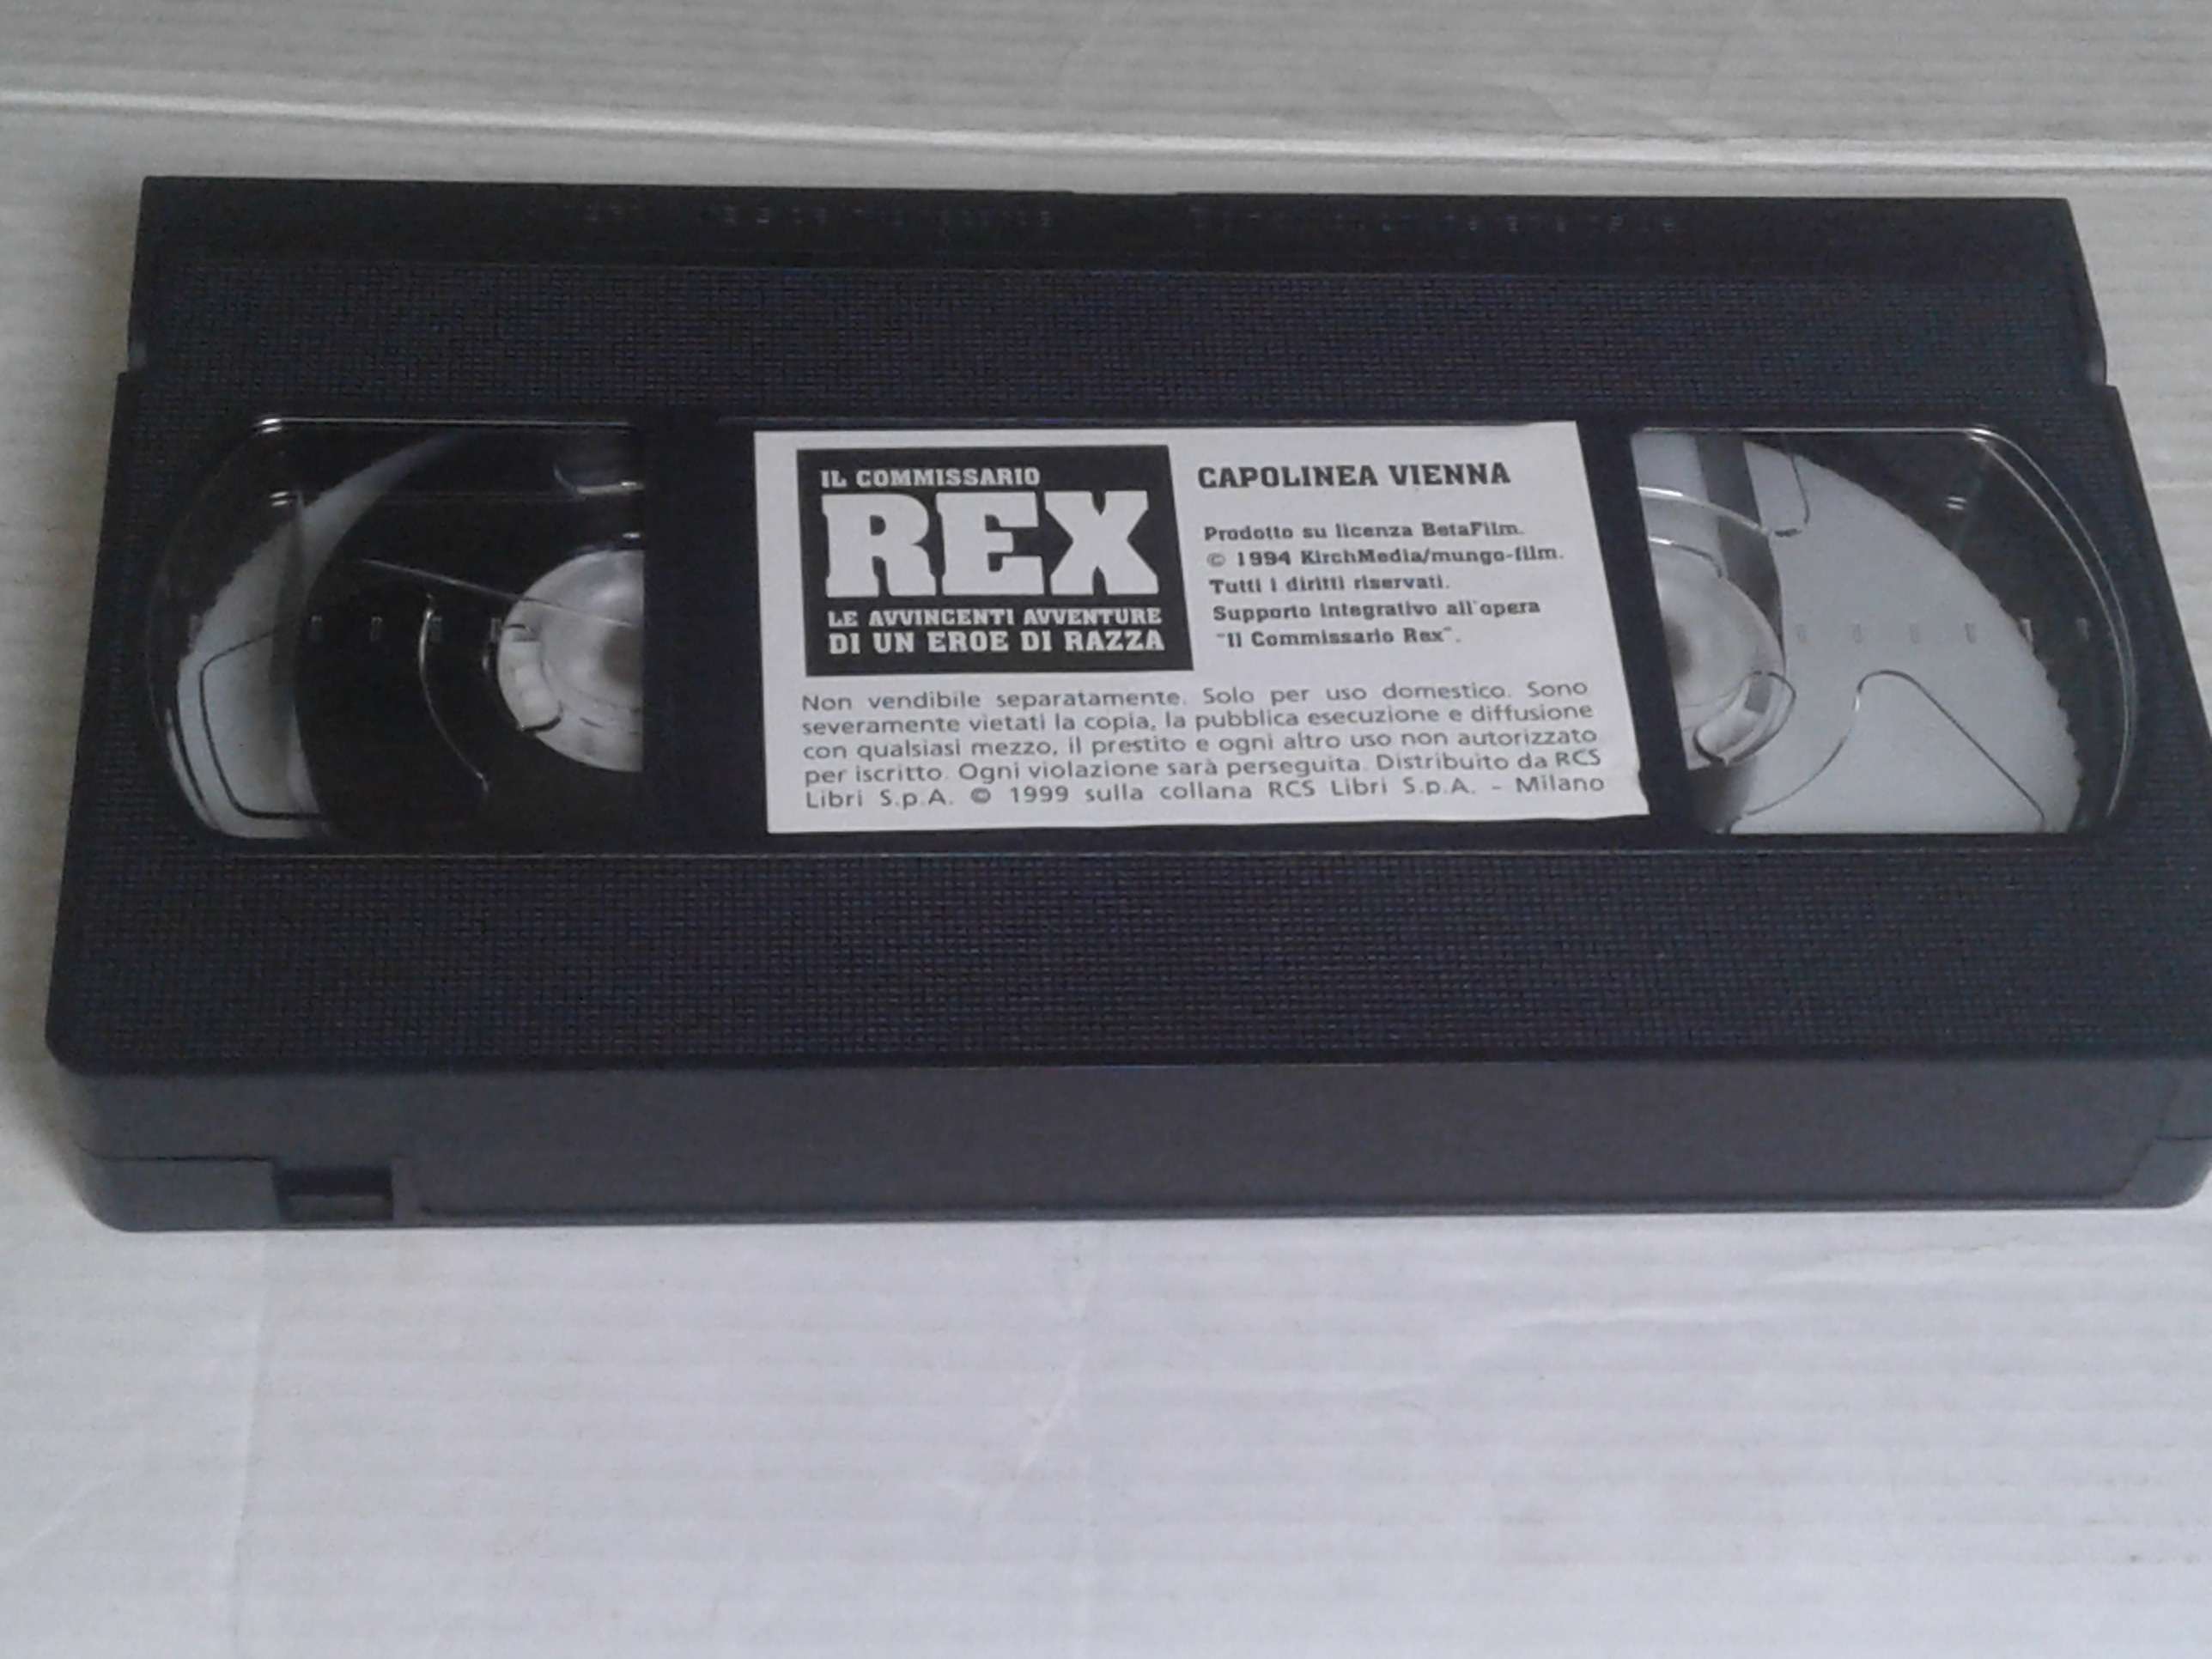 IL COMMISSARIO
REX
LE AVVINCENTI AVVENTURE
DI UN EROE DI RAZZA
CAPOLINEA VIENNA
Prodotto su licenza BetaFilm.
© 1994 KirchMedia/mungo-film.
Tutti i diritti riservati.
Supporto integrativo all'opera
"Il Commissario Rex".
Non vendibile separatamente. Solo per uso domestico. Sono
severamente vietati la copia, la pubblica esecuzione e diffusione
con qualsiasi mezzo, il prestito e ogni altro uso non autorizzato
per iscritto. Ogni violazione sarà perseguita. Distribuito da RCS
Libri S.p.A. © 1999 sulla collana RCS Libri S.p.A. - Milano